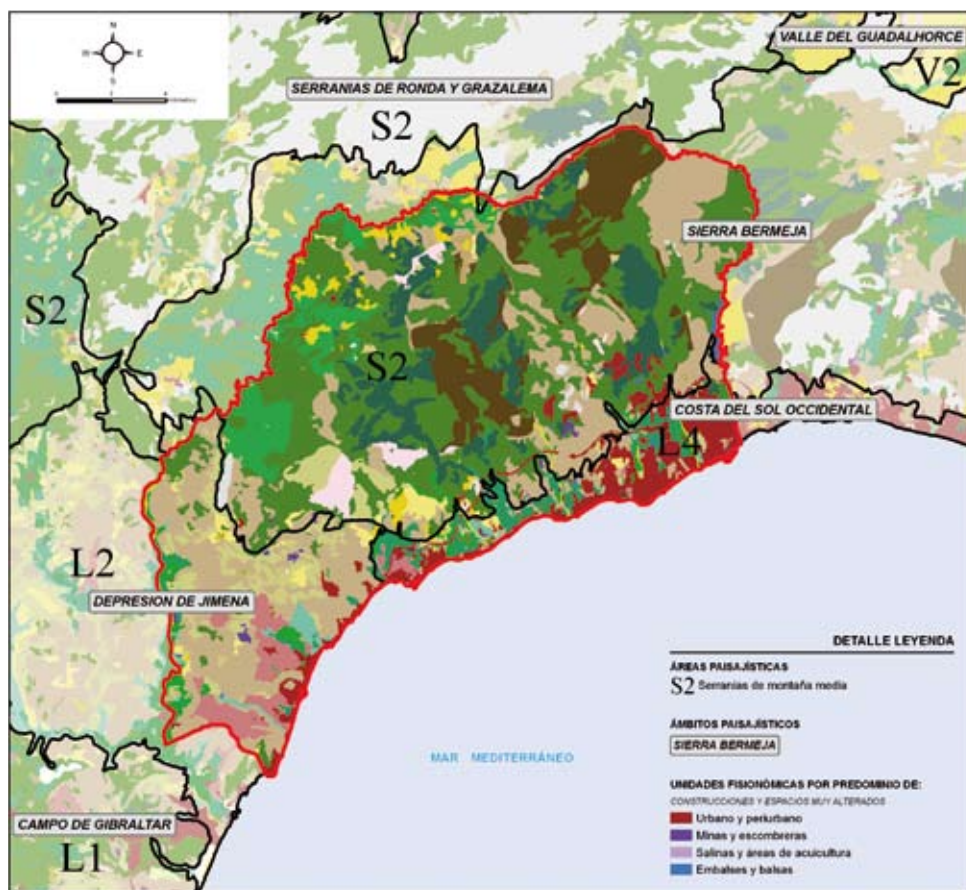 N
E
S
VALLE DEL GUADALHORCE
V2
SERRANIAS DE RONDA Y GRAZALEMA
S2
SIERRA BERMEJA
S2
S2
COSTA DEL SOL OCCIDENTAL
L4
L2
DEPRESION DE JIMENA
MAR MEDITERRÁNEO
CAMPO DE GIBRALTAR
L1
DETALLE LEYENDA
ÁREAS PAISAJÍSTICAS
S2 Serranías de montaña media
ÁMBITOS PAISAJÍSTICOS
SIERRA BERMEJA
UNIDADES FISIONÓMICAS POR PREDOMINIO DE:
CONSTRUCCIONES Y ESPACIOS MUY ALTERADOS
Urbano y periurbano
Minas y escombreras
Salinas y áreas de acuicultura
Embalses y balsas